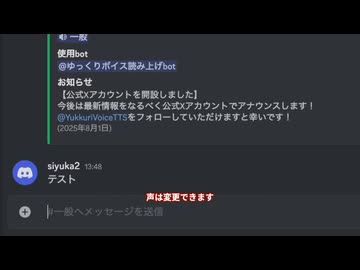 一般
使用bot
@ゆっくりボイス読み上げbot
お知らせ
【公式Xアカウントを開設しました】
今後は最新情報をなるべく公式Xアカウントでアナウンスします！
@YukkuriVoiceTTSをフォローしていただけますと幸いです！
(2025年8月1日)
siyuka2 13:48
テスト
声は変更できます
#一般へメッセージを送信